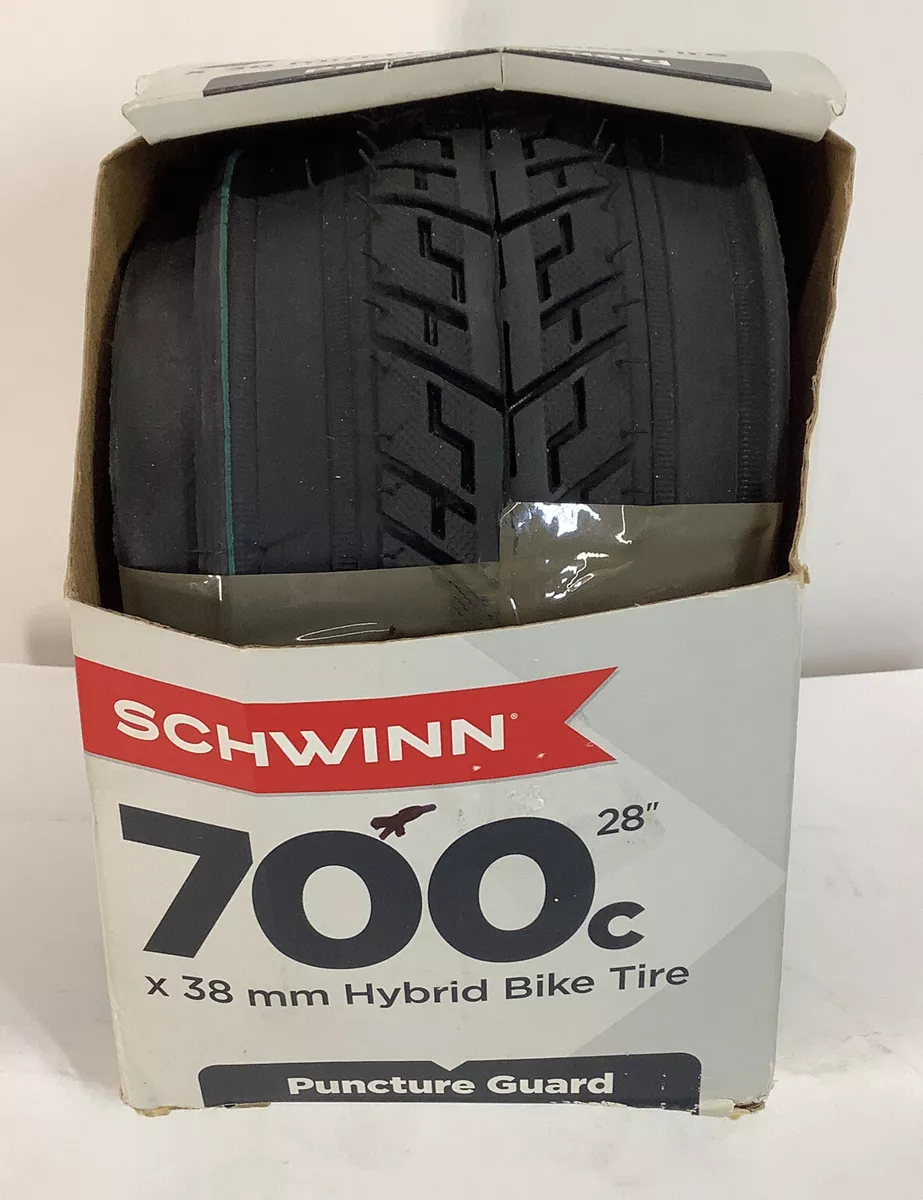 SCHWINN®
700c 28"
x 38 mm Hybrid Bike Tire
Puncture Guard